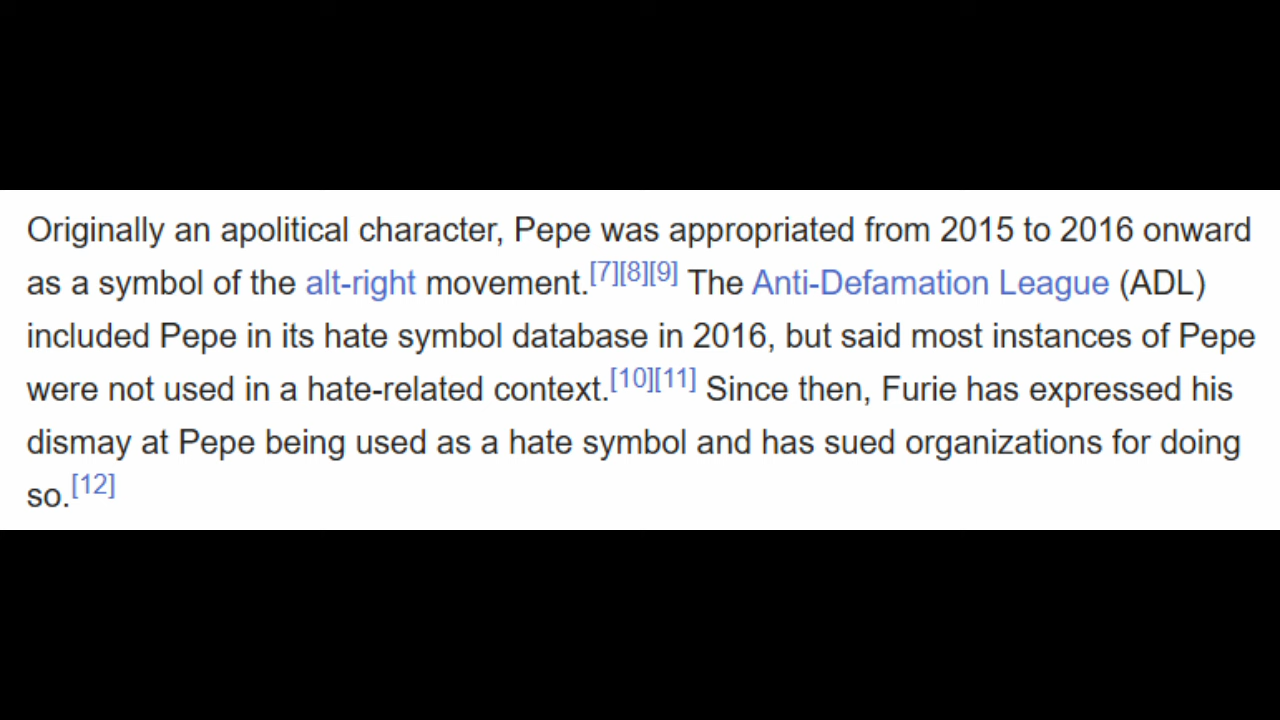 Originally an apolitical character, Pepe was appropriated from 2015 to 2016 onward
as a symbol of the alt-right movement.[7][8][9] The Anti-Defamation League (ADL)
included Pepe in its hate symbol database in 2016, but said most instances of Pepe
were not used in a hate-related context.[10][11] Since then, Furie has expressed his
dismay at Pepe being used as a hate symbol and has sued organizations for doing
so.[12]